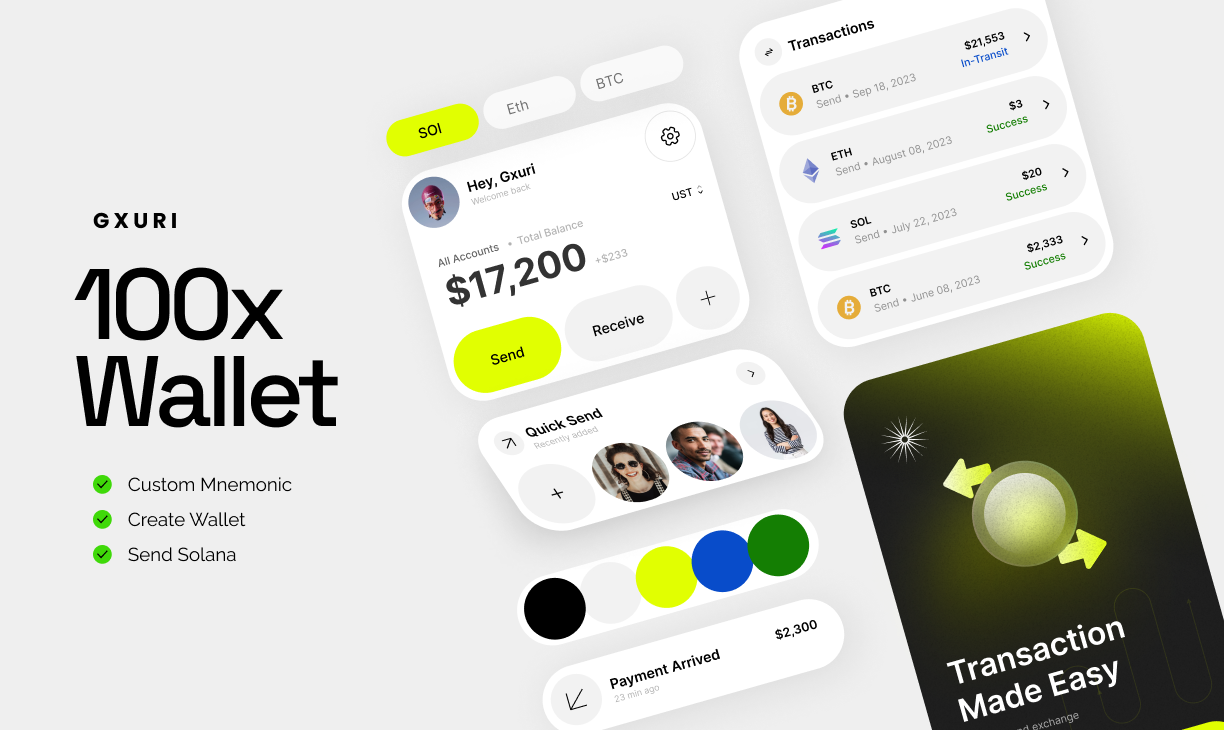 GXURI
100x
Wallet
Custom Mnemonic
Create Wallet
Send Solana
SOl
Eth
BTC
Hey, Gxuri
Welcome back
UST
All Accounts • Total Balance
$17,200 +$233
Send
Receive
Quick Send
Recently added
Payment Arrived
23 min ago
$2,300
Transactions
BTC
Send • Sep 18, 2023
$21,553
In-Transit
ETH
Send • August 08, 2023
$3
Success
SOL
Send • July 22, 2023
$20
Success
BTC
Send • June 08, 2023
$2,333
Success
Transaction
Made Easy
exchange